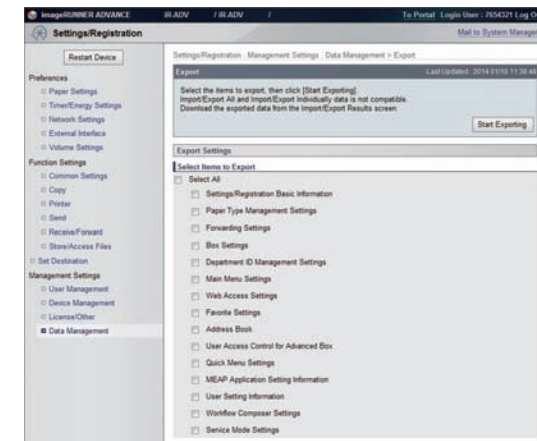 imageRUNNER ADVANCE iR-ADV / iR-ADV / To Portal Login User : 7654321 Log O
Settings/Registration Mail to System Manager
Restart Device
Settings/Registration : Management Settings : Data Management > Export
Export Last Updated : 2014 01/10 11:38:48
Select the items to export, then click [Start Exporting].
Import/Export All and Import/Export Individually data is not compatible.
Download the exported data from the Import/Export Results screen.
Start Exporting
Preferences
Paper Settings
Timer/Energy Settings
Network Settings
External Interface
Volume Settings
Function Settings
Common Settings
Copy
Printer
Send
Receive/Forward
Store/Access Files
Set Destination
Management Settings
User Management
Device Management
License/Other
Data Management
Export Settings
Select Items to Export
Select All
Settings/Registration Basic Information
Paper Type Management Settings
Forwarding Settings
Box Settings
Department ID Management Settings
Main Menu Settings
Web Access Settings
Favorite Settings
Address Book
User Access Control for Advanced Box
Quick Menu Settings
MEAP Application Setting Information
User Setting Information
Workflow Composer Settings
Service Mode Settings